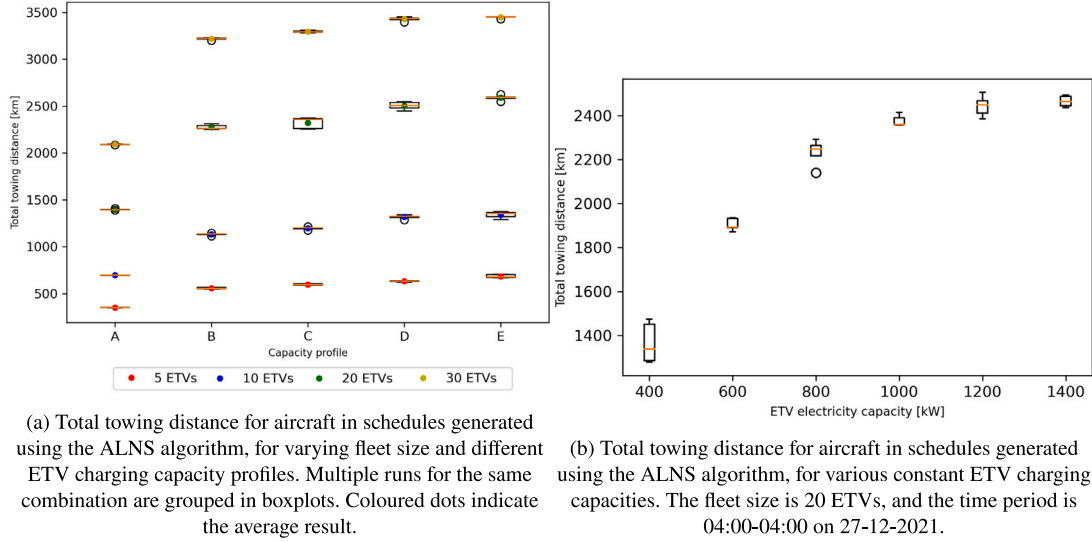 3500
3000
2500
2000
1500
1000
500
Total towing distance [km]
A B C D E
Capacity profile
5 ETVs 10 ETVs 20 ETVs 30 ETVs
(a) Total towing distance for aircraft in schedules generated
using the ALNS algorithm, for varying fleet size and different
ETV charging capacity profiles. Multiple runs for the same
combination are grouped in boxplots. Coloured dots indicate
the average result.
2400
2200
2000
1800
1600
1400
Total towing distance [km]
400 600 800 1000 1200 1400
ETV electricity capacity [kW]
(b) Total towing distance for aircraft in schedules generated
using the ALNS algorithm, for various constant ETV charging
capacities. The fleet size is 20 ETVs, and the time period is
04:00-04:00 on 27-12-2021.